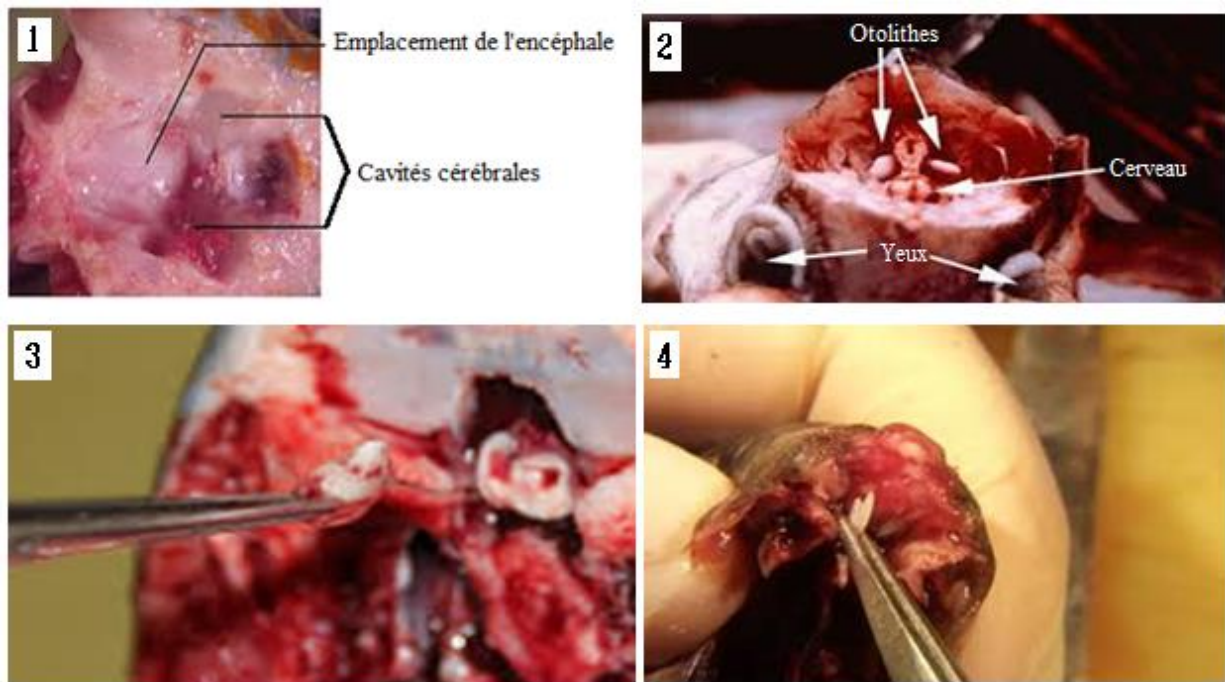 1
Emplacement de l'encéphale
Cavités cérébrales
2
Otolithes
Cerveau
Yeux
3
4